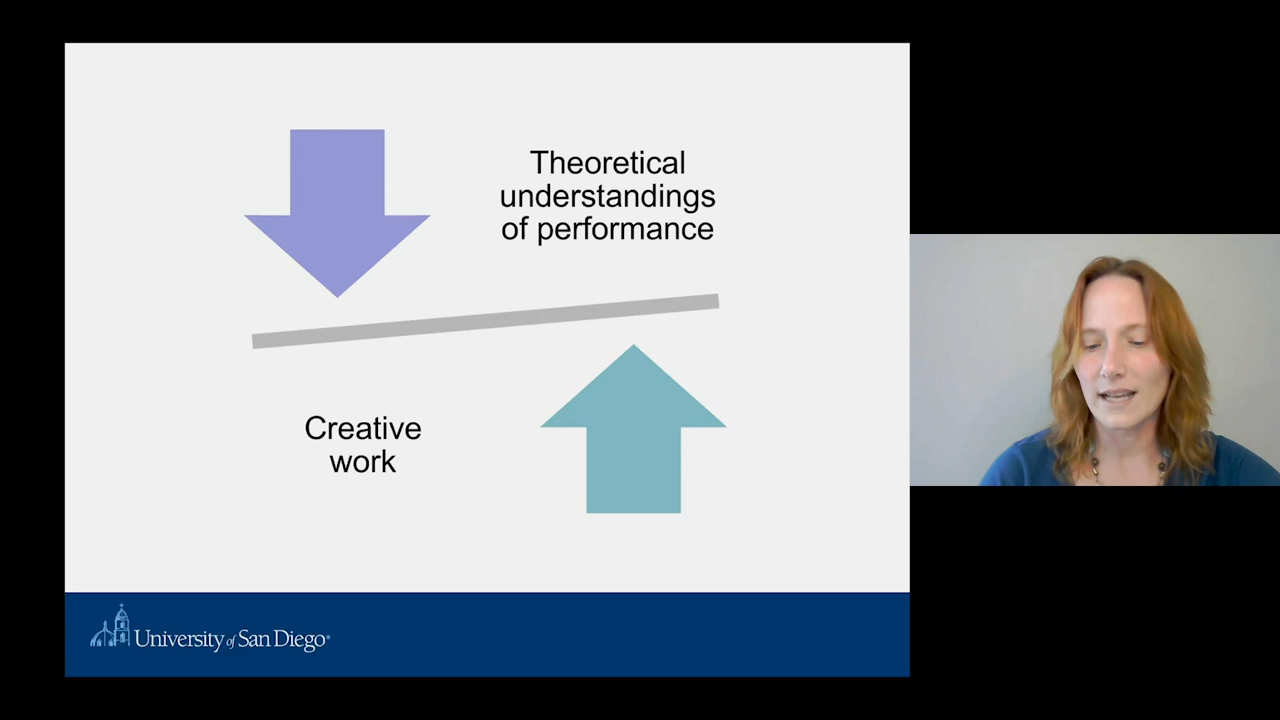 Theoretical
understandings
of performance
Creative
work
University of San Diego®